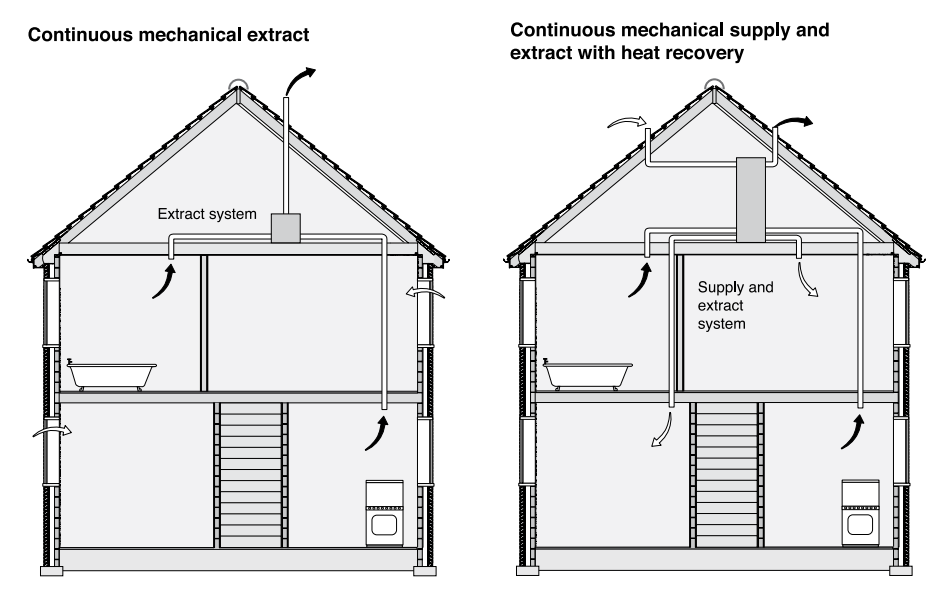 Continuous mechanical extract
Extract system
Continuous mechanical supply and
extract with heat recovery
Supply and
extract
system